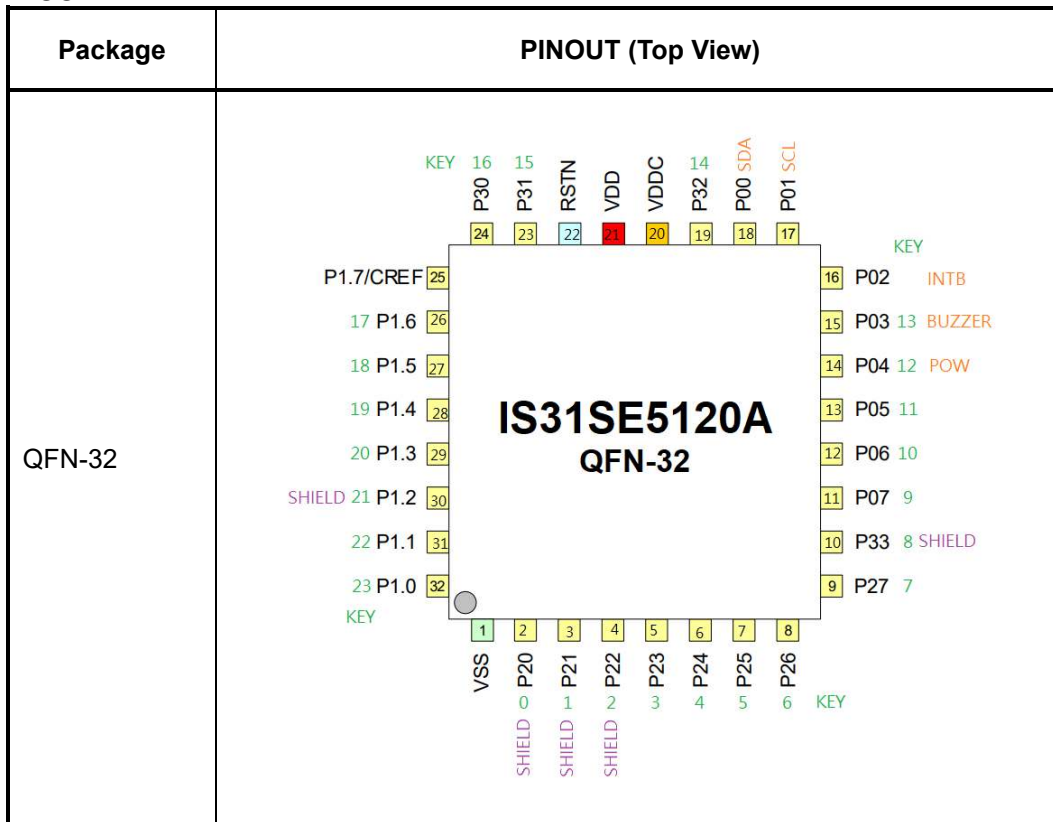 Package PINOUT (Top View)
QFN-32
KEY 16 15 14 SDA SCL
P30 P31 RSTN VDD VDDC P32 P00 P01
24 23 22 21 20 19 18 17
KEY
P1.7/CREF 25 16 P02 INTB
17 P1.6 26 15 P03 13 BUZZER
18 P1.5 27 14 P04 12 POW
19 P1.4 28 13 P05 11
IS31SE5120A
QFN-32
20 P1.3 29 12 P06 10
SHIELD 21 P1.2 30 11 P07 9
22 P1.1 31 10 P33 8 SHIELD
23 P1.0 32 9 P27 7
KEY
1 2 3 4 5 6 7 8
VSS P20 P21 P22 P23 P24 P25 P26
0 1 2 3 4 5 6 KEY
SHIELD SHIELD SHIELD